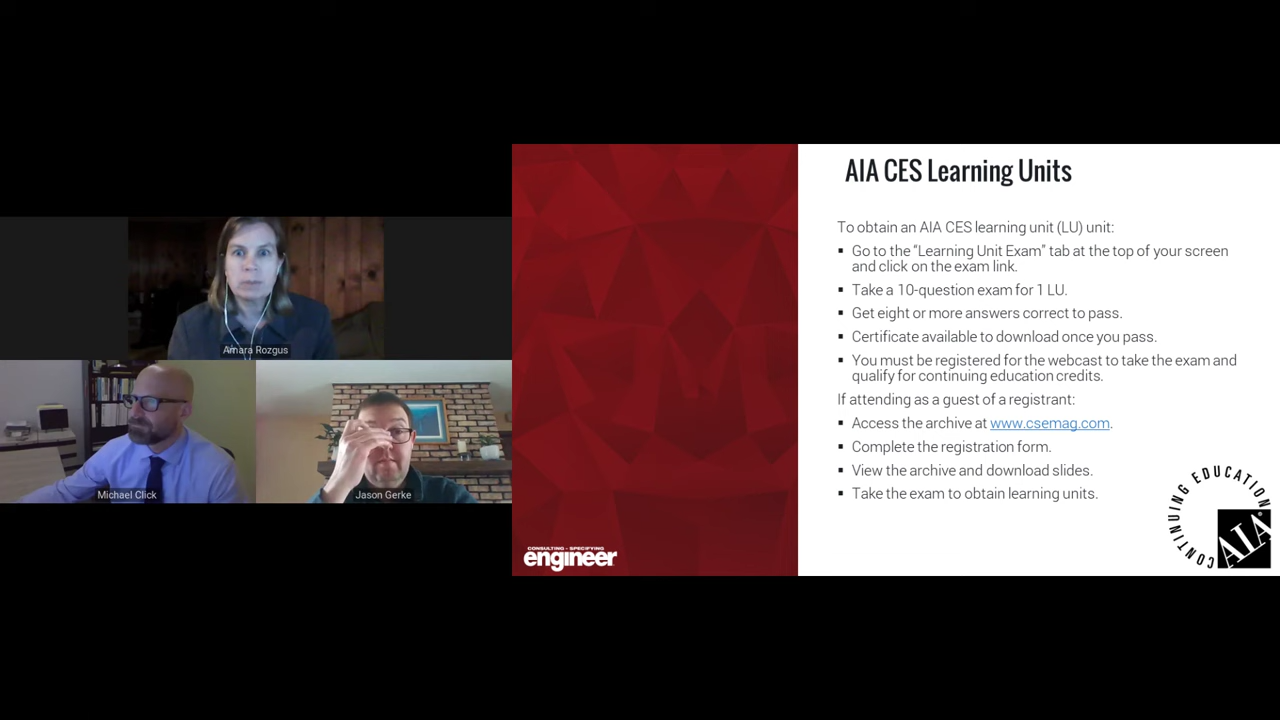 AIA CES Learning Units
To obtain an AIA CES learning unit (LU) unit:
▪ Go to the “Learning Unit Exam” tab at the top of your screen
and click on the exam link.
▪ Take a 10-question exam for 1 LU.
▪ Get eight or more answers correct to pass.
▪ Certificate available to download once you pass.
▪ You must be registered for the webcast to take the exam and
qualify for continuing education credits.
If attending as a guest of a registrant:
▪ Access the archive at www.csemag.com.
▪ Complete the registration form.
▪ View the archive and download slides.
▪ Take the exam to obtain learning units.
Amara Rozgus
Michael Click
Jason Gerke
CONSULTING - SPECIFYING
engineer
CONTINUING EDUCATION
AIA